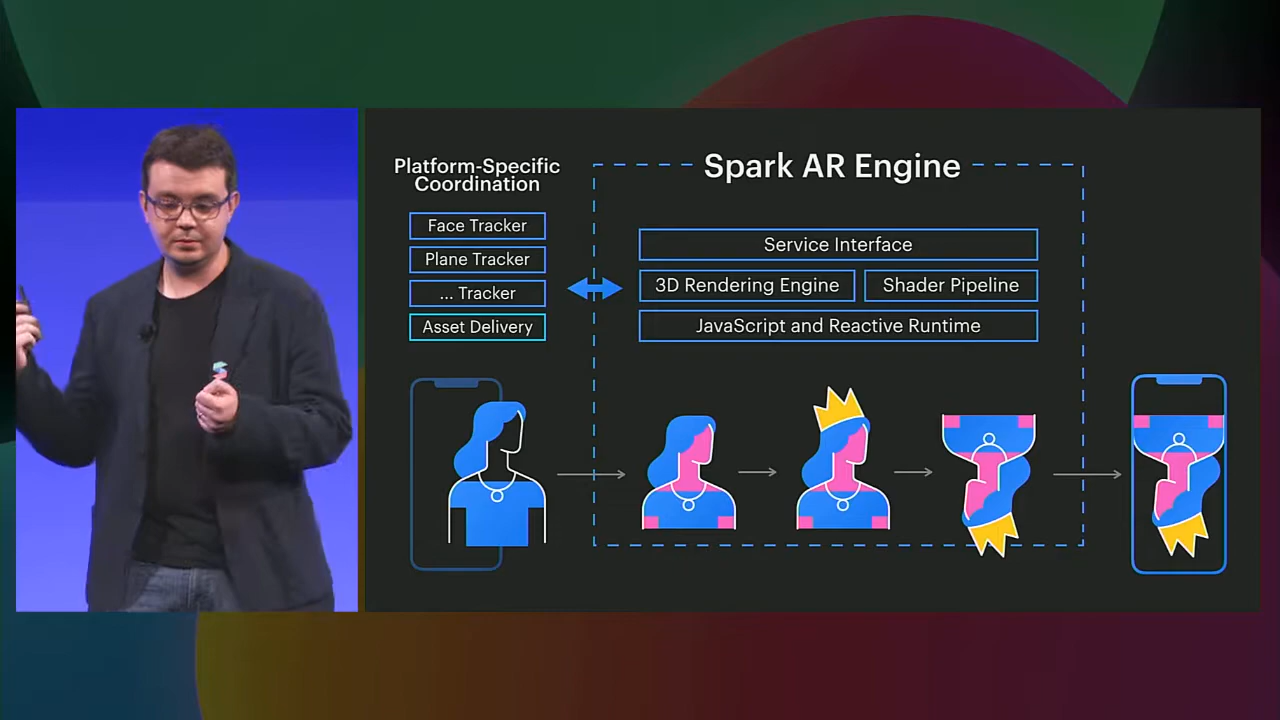 Platform-Specific
Coordination
Face Tracker
Plane Tracker
... Tracker
Asset Delivery
Spark AR Engine
Service Interface
3D Rendering Engine
Shader Pipeline
JavaScript and Reactive Runtime